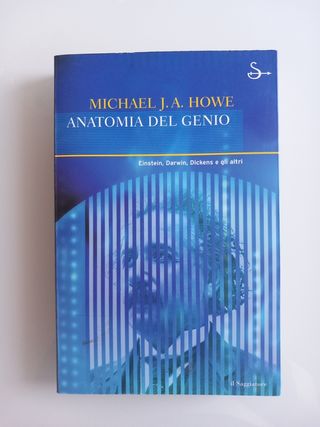 MICHAEL J.A. HOWE
ANATOMIA DEL GENIO
Einstein, Darwin, Dickens e gli altri
il Saggiatore